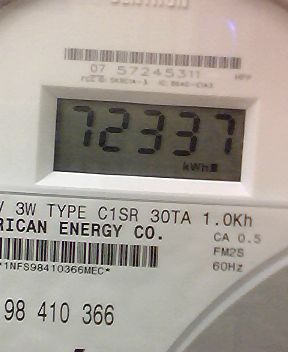 CENTRON
07 57245311
72337
kWh
V 3W TYPE C1SR 30TA 1.0Kh
RICAN ENERGY CO.
CA 0.5
FM2S
60Hz
*1NFS98410366MEC*
98 410 366